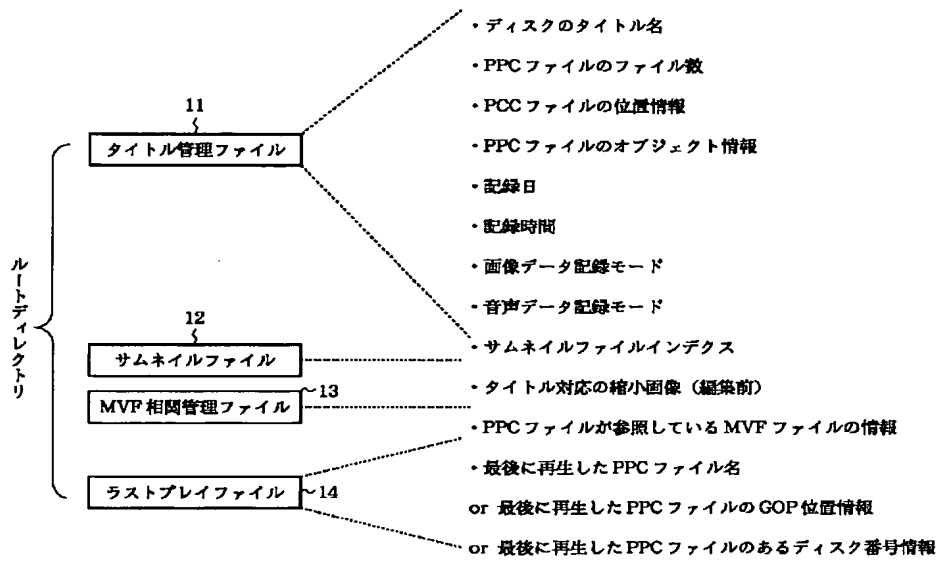 ルートディレクトリ
11
タイトル管理ファイル
12
サムネイルファイル
13
MVF相関管理ファイル
ラストプレイファイル
14
・ディスクのタイトル名
・PPCファイルのファイル数
・PCCファイルの位置情報
・PPCファイルのオブジェクト情報
・記録日
・記録時間
・画像データ記録モード
・音声データ記録モード
・サムネイルファイルインデクス
・タイトル対応の縮小画像（編集前）
・PPCファイルが参照しているMVFファイルの情報
・最後に再生したPPCファイル名
or 最後に再生したPPCファイルのGOP位置情報
or 最後に再生したPPCファイルのあるディスク番号情報